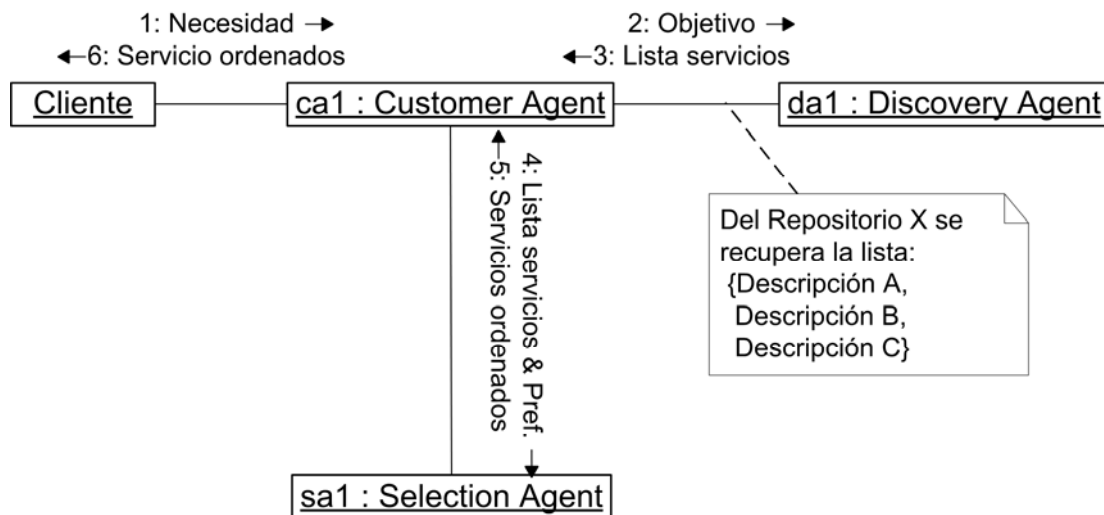 1: Necesidad →
←6: Servicio ordenados
2: Objetivo →
←3: Lista servicios
Cliente
ca1 : Customer Agent
da1 : Discovery Agent
4: Lista servicios & Pref.
5: Servicios ordenados
Del Repositorio X se
recupera la lista:
{Descripción A,
Descripción B,
Descripción C}
sa1 : Selection Agent